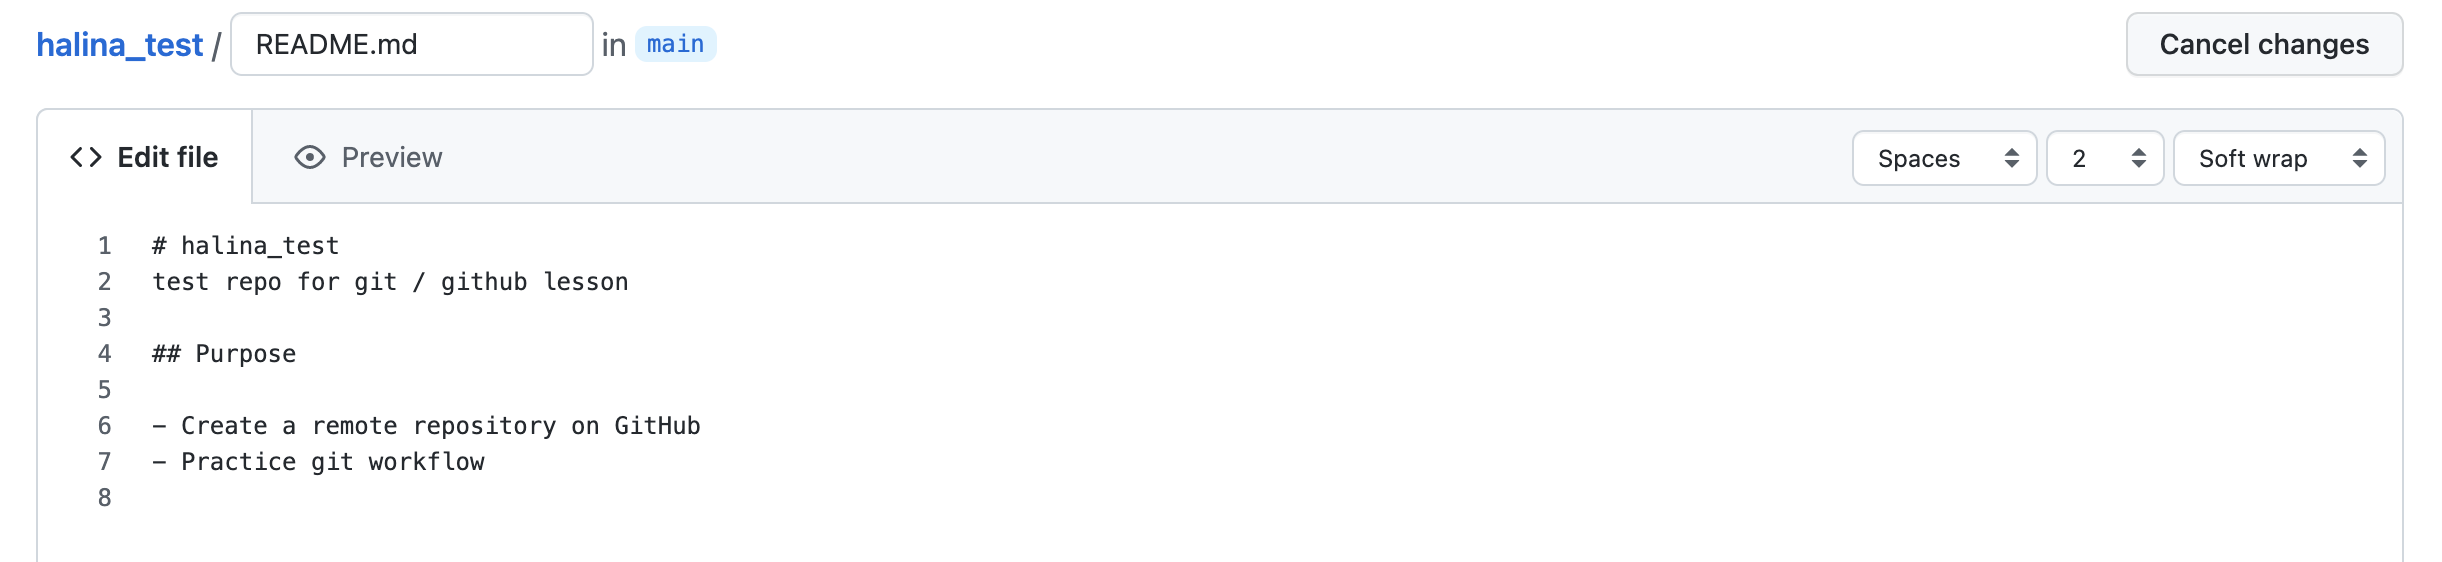 halina_test / README.md in main Cancel changes
<> Edit file Preview Spaces 2 Soft wrap
1 # halina_test
2 test repo for git / github lesson
3
4 ## Purpose
5
6 - Create a remote repository on GitHub
7 - Practice git workflow
8